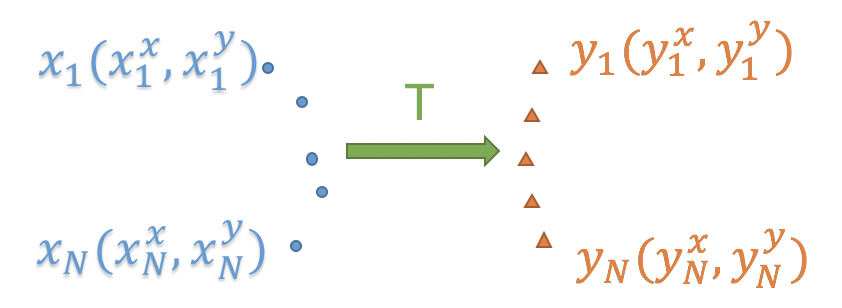 x₁(x₁ˣ, x₁ʸ)
T
y₁(y₁ˣ, y₁ʸ)
x_N(x_Nˣ, x_Nʸ)
y_N(y_Nˣ, y_Nʸ)